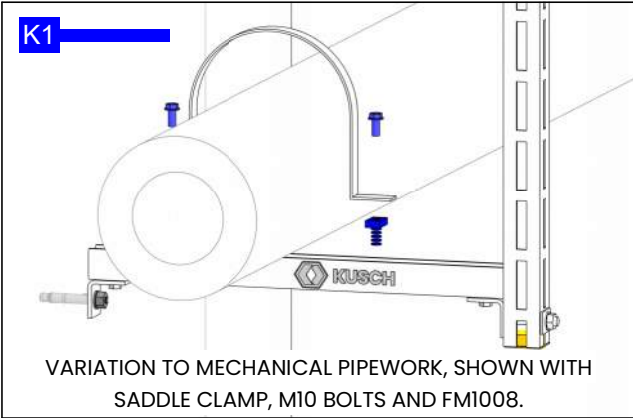 K1
KUSCH
VARIATION TO MECHANICAL PIPEWORK, SHOWN WITH
SADDLE CLAMP, M10 BOLTS AND FM1008.